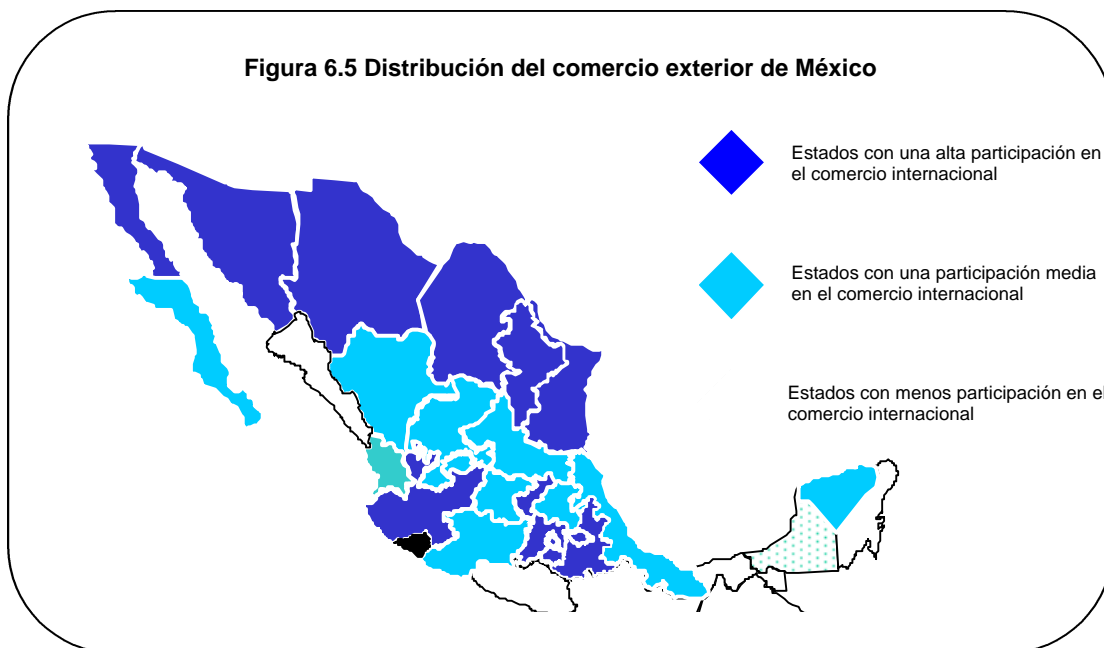 Figura 6.5 Distribución del comercio exterior de México
Estados con una alta participación en
el comercio internacional
Estados con una participación media
en el comercio internacional
Estados con menos participación en el
comercio internacional